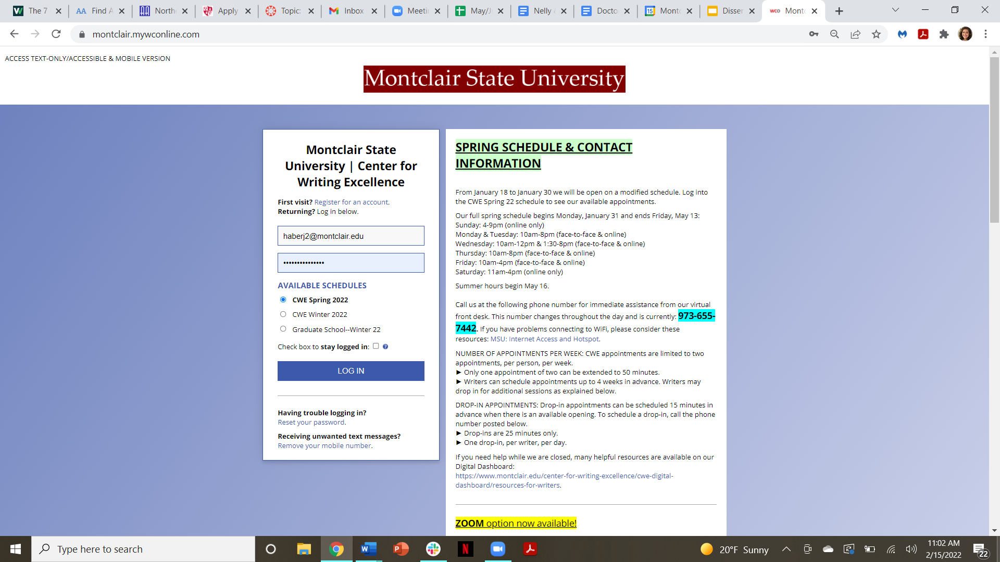 The 7
Find A
North
Apply
Topic:
Inbox
Meeti
May/J
Nelly
Docto
15
Mont
Disser
wco
Mont
montclair.mywconline.com
ACCESS TEXT-ONLY/ACCESSIBLE & MOBILE VERSION
Montclair State University
Montclair State
University | Center for
Writing Excellence
First visit? Register for an account.
Returning? Log in below.
haberj2@montclair.edu
•••••••••••••••
AVAILABLE SCHEDULES
CWE Spring 2022
CWE Winter 2022
Graduate School--Winter 22
Check box to stay logged in:
LOG IN
Having trouble logging in?
Reset your password.
Receiving unwanted text messages?
Remove your mobile number.
SPRING SCHEDULE & CONTACT
INFORMATION
From January 18 to January 30 we will be open on a modified schedule. Log into
the CWE Spring 22 schedule to see our available appointments.
Our full spring schedule begins Monday, January 31 and ends Friday, May 13:
Sunday: 4-9pm (online only)
Monday & Tuesday: 10am-8pm (face-to-face & online)
Wednesday: 10am-12pm & 1:30-8pm (face-to-face & online)
Thursday: 10am-8pm (face-to-face & online)
Friday: 10am-4pm (face-to-face & online)
Saturday: 11am-4pm (online only)
Summer hours begin May 16.
Call us at the following phone number for immediate assistance from our virtual
front desk. This number changes throughout the day and is currently: 973-655-
7442. If you have problems connecting to WiFi, please consider these
resources: MSU: Internet Access and Hotspot.
NUMBER OF APPOINTMENTS PER WEEK: CWE appointments are limited to two
appointments, per person, per week.
► Only one appointment of two can be extended to 50 minutes.
► Writers can schedule appointments up to 4 weeks in advance. Writers may
drop in for additional sessions as explained below.
DROP-IN APPOINTMENTS: Drop-in appointments can be scheduled 15 minutes in
advance when there is an available opening. To schedule a drop-in, call the phone
number posted below.
► Drop-ins are 25 minutes only.
► One drop-in, per writer, per day.
If you need help while we are closed, many helpful resources are available on our
Digital Dashboard:
https://www.montclair.edu/center-for-writing-excellence/cwe-digital-
dashboard/resources-for-writers.
ZOOM option now available!
Type here to search
20°F Sunny
11:02 AM
2/15/2022
22